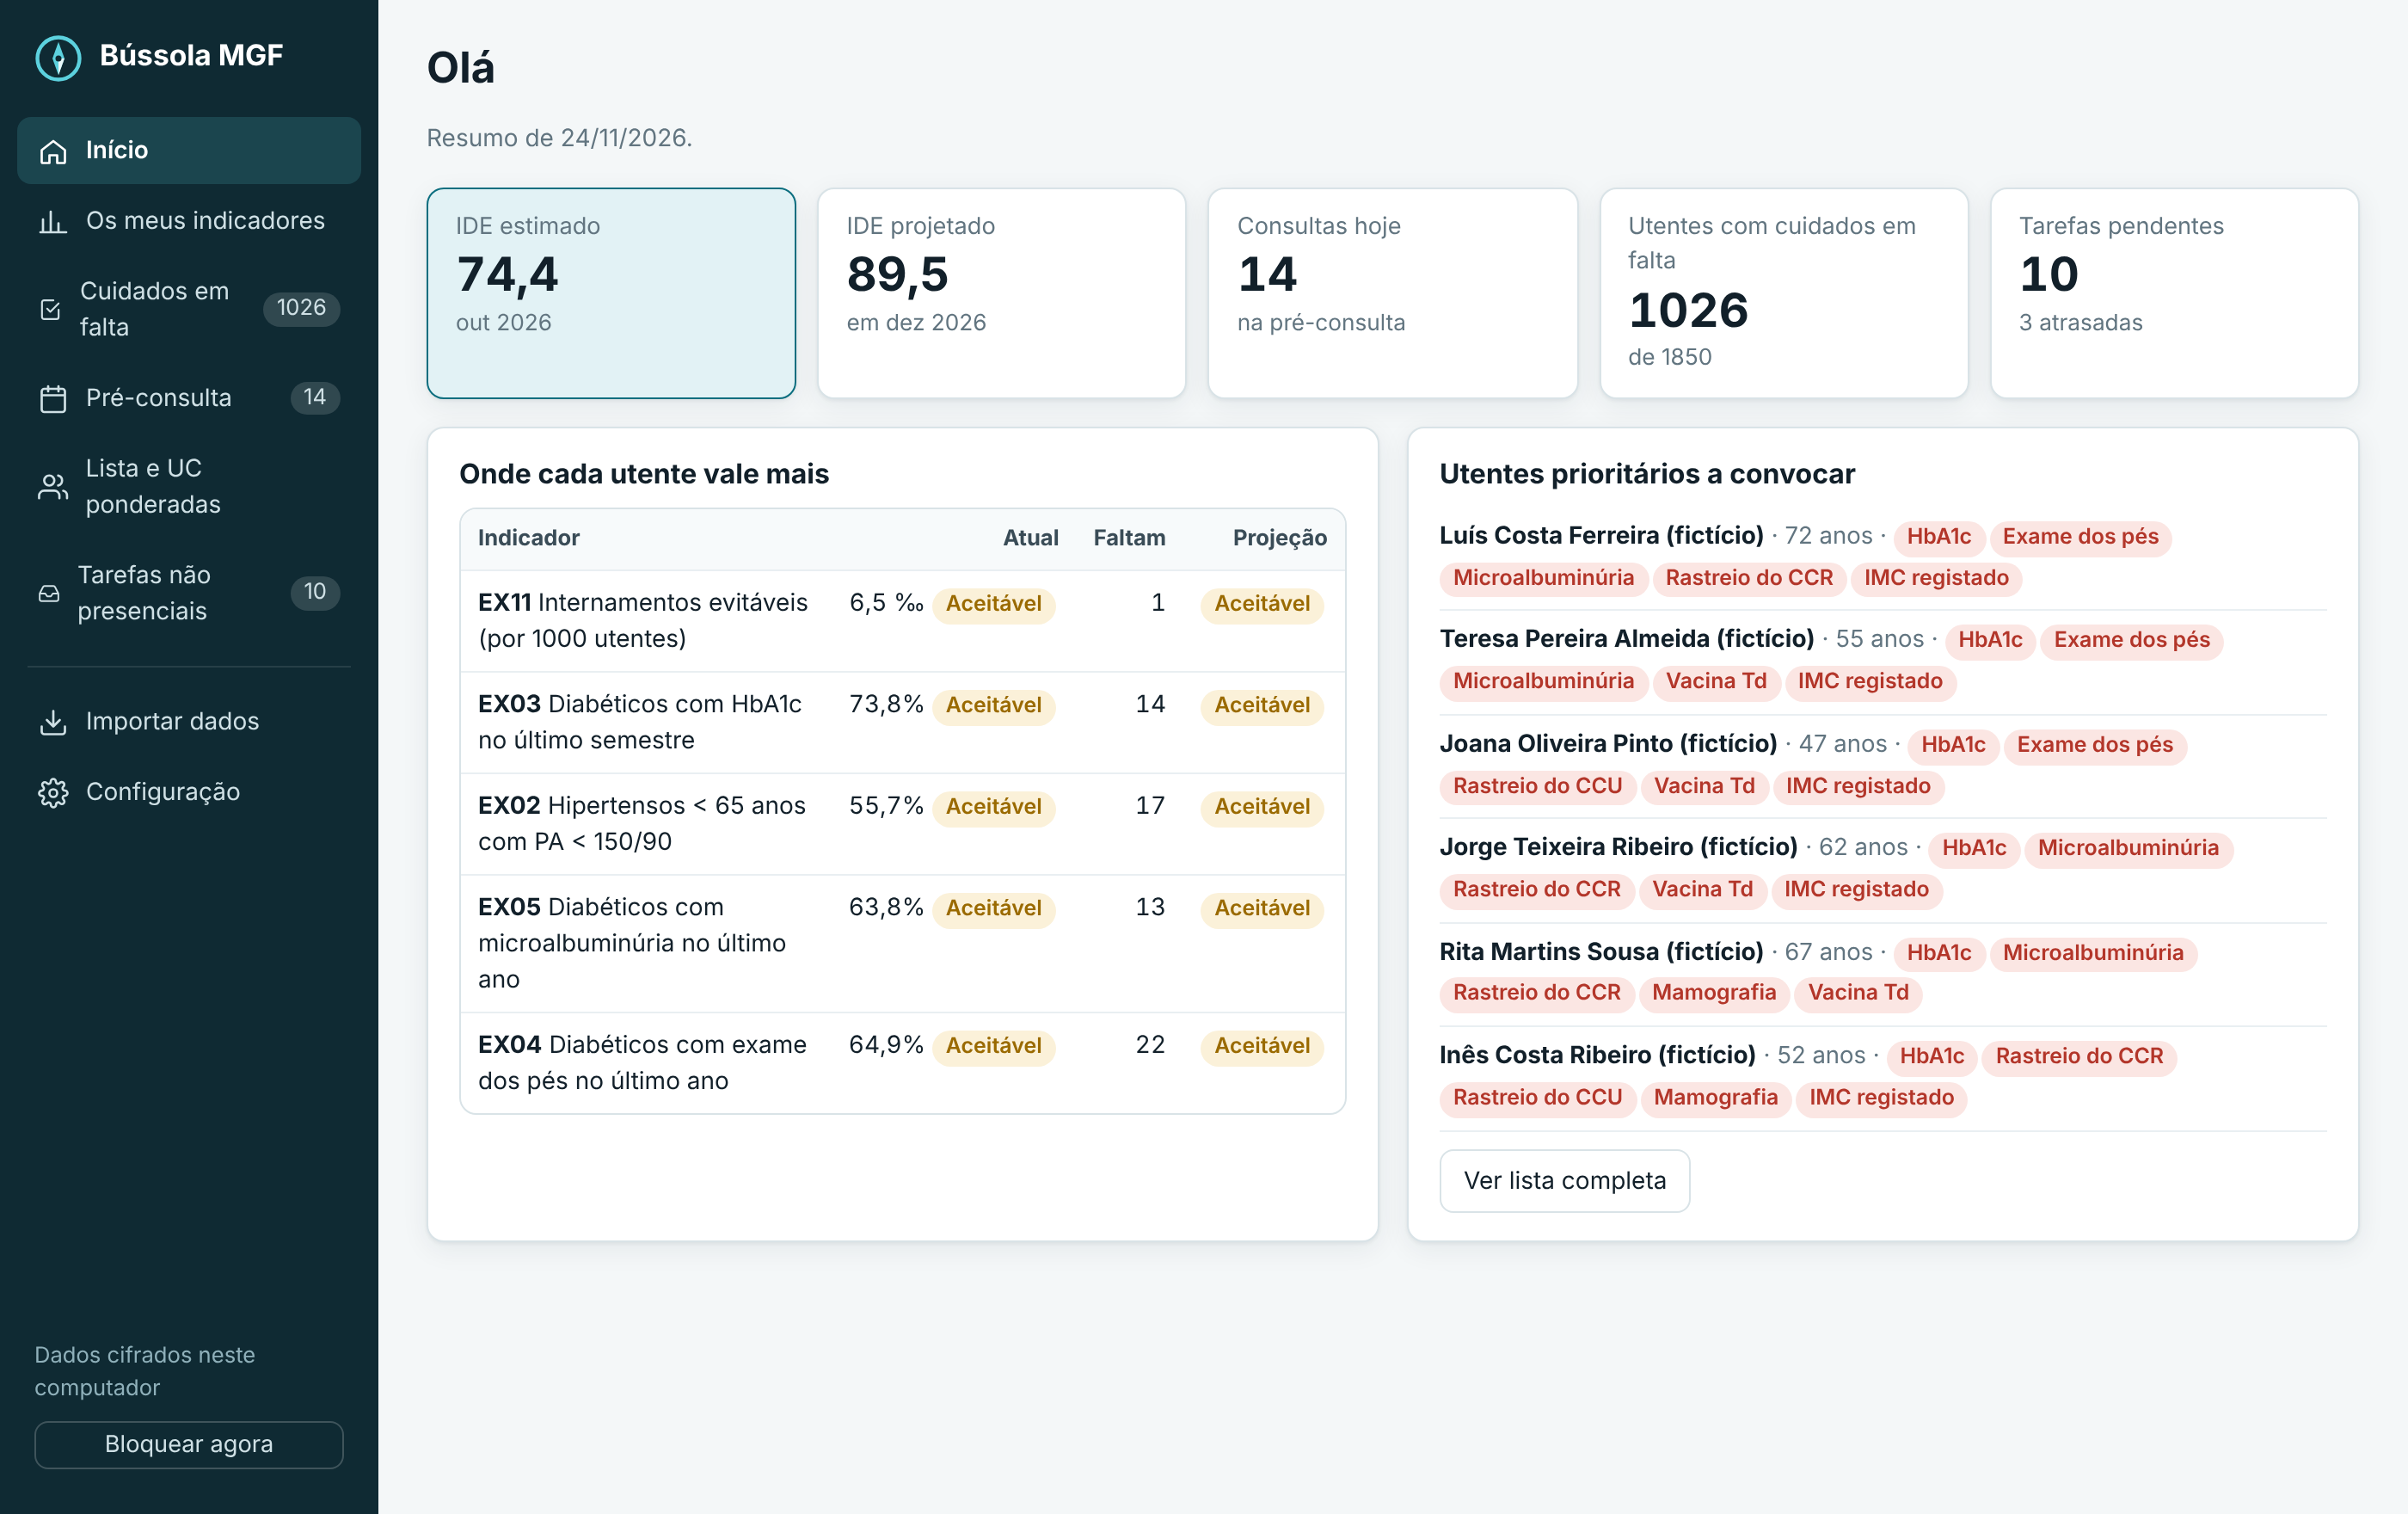 Bússola MGF
Início
Os meus indicadores
Cuidados em
falta
1026
Pré-consulta
14
Lista e UC
ponderadas
Tarefas não
presenciais
10
Importar dados
Configuração
Dados cifrados neste
computador
Bloquear agora
Olá
Resumo de 24/11/2026.
IDE estimado
74,4
out 2026
IDE projetado
89,5
em dez 2026
Consultas hoje
14
na pré-consulta
Utentes com cuidados em
falta
1026
de 1850
Tarefas pendentes
10
3 atrasadas
Onde cada utente vale mais
Indicador Atual Faltam Projeção
EX11 Internamentos evitáveis 6,5 ‰ Aceitável 1 Aceitável
(por 1000 utentes)
EX03 Diabéticos com HbA1c 73,8% Aceitável 14 Aceitável
no último semestre
EX02 Hipertensos < 65 anos 55,7% Aceitável 17 Aceitável
com PA < 150/90
EX05 Diabéticos com 63,8% Aceitável 13 Aceitável
microalbuminúria no último
ano
EX04 Diabéticos com exame 64,9% Aceitável 22 Aceitável
dos pés no último ano
Utentes prioritários a convocar
Luís Costa Ferreira (fictício) · 72 anos · HbA1c Exame dos pés
Microalbuminúria Rastreio do CCR IMC registado
Teresa Pereira Almeida (fictício) · 55 anos · HbA1c Exame dos pés
Microalbuminúria Vacina Td IMC registado
Joana Oliveira Pinto (fictício) · 47 anos · HbA1c Exame dos pés
Rastreio do CCU Vacina Td IMC registado
Jorge Teixeira Ribeiro (fictício) · 62 anos · HbA1c Microalbuminúria
Rastreio do CCR Vacina Td IMC registado
Rita Martins Sousa (fictício) · 67 anos · HbA1c Microalbuminúria
Rastreio do CCR Mamografia Vacina Td
Inês Costa Ribeiro (fictício) · 52 anos · HbA1c Rastreio do CCR
Rastreio do CCU Mamografia IMC registado
Ver lista completa